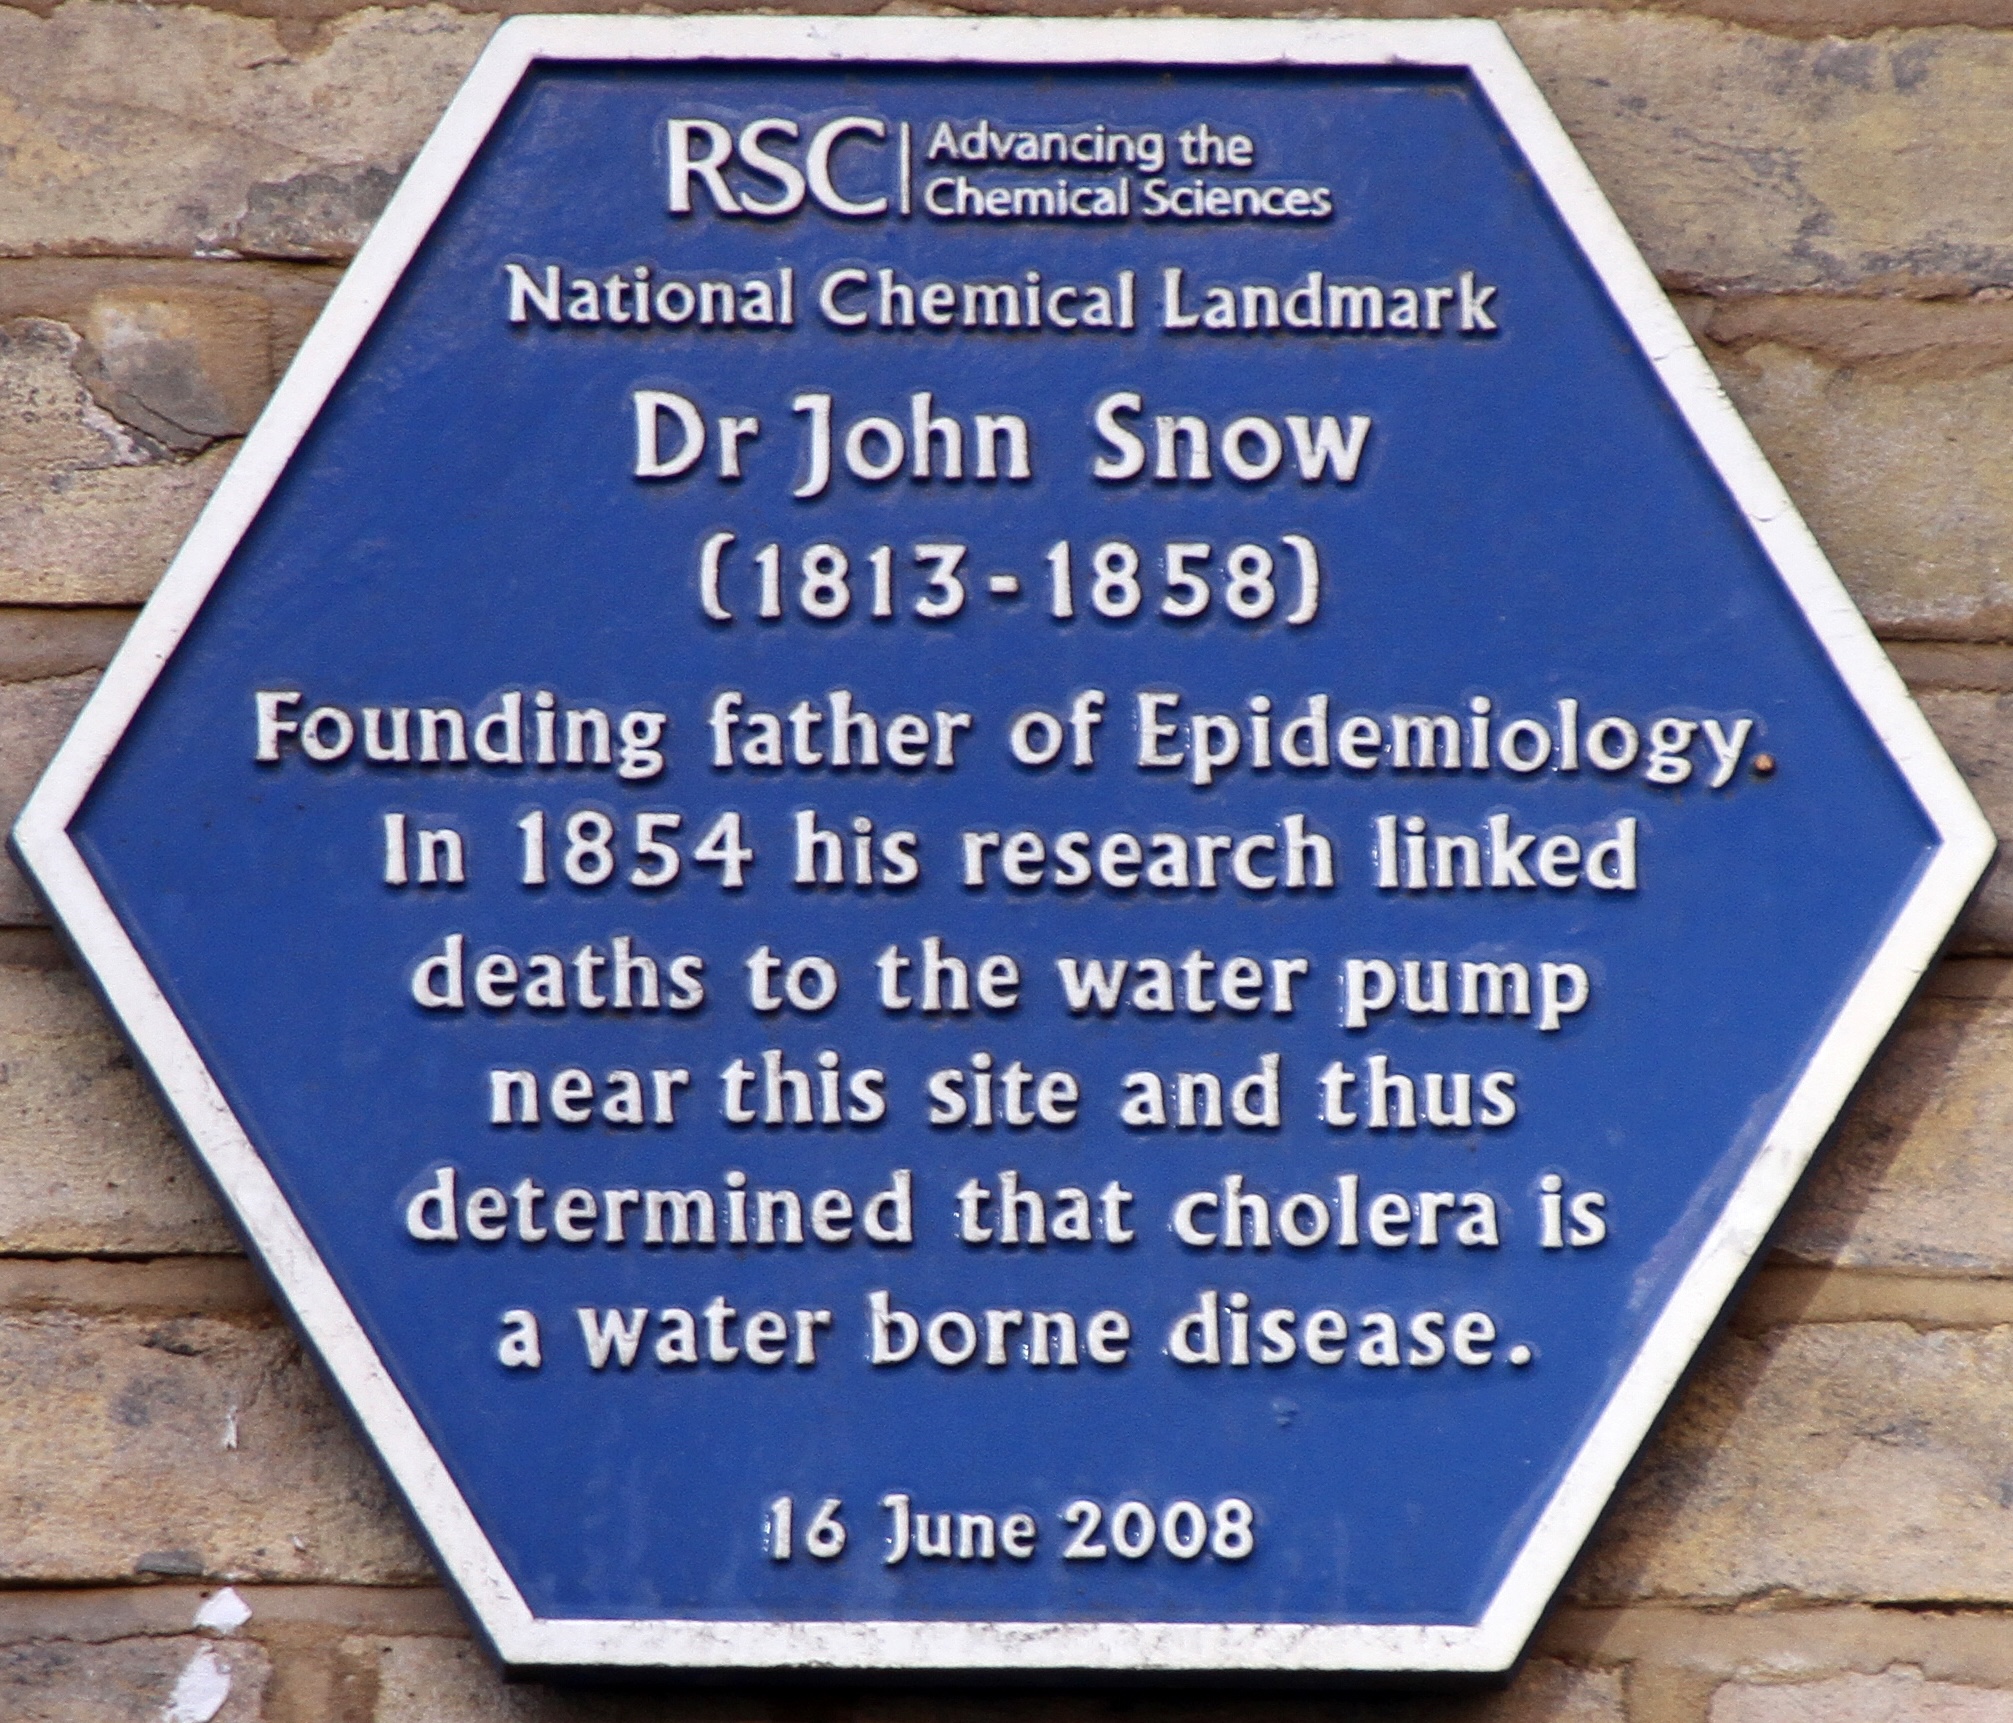 RSC Advancing the
Chemical Sciences
National Chemical Landmark
Dr John Snow
(1813-1858)
Founding father of Epidemiology.
In 1854 his research linked
deaths to the water pump
near this site and thus
determined that cholera is
a water borne disease.
16 June 2008